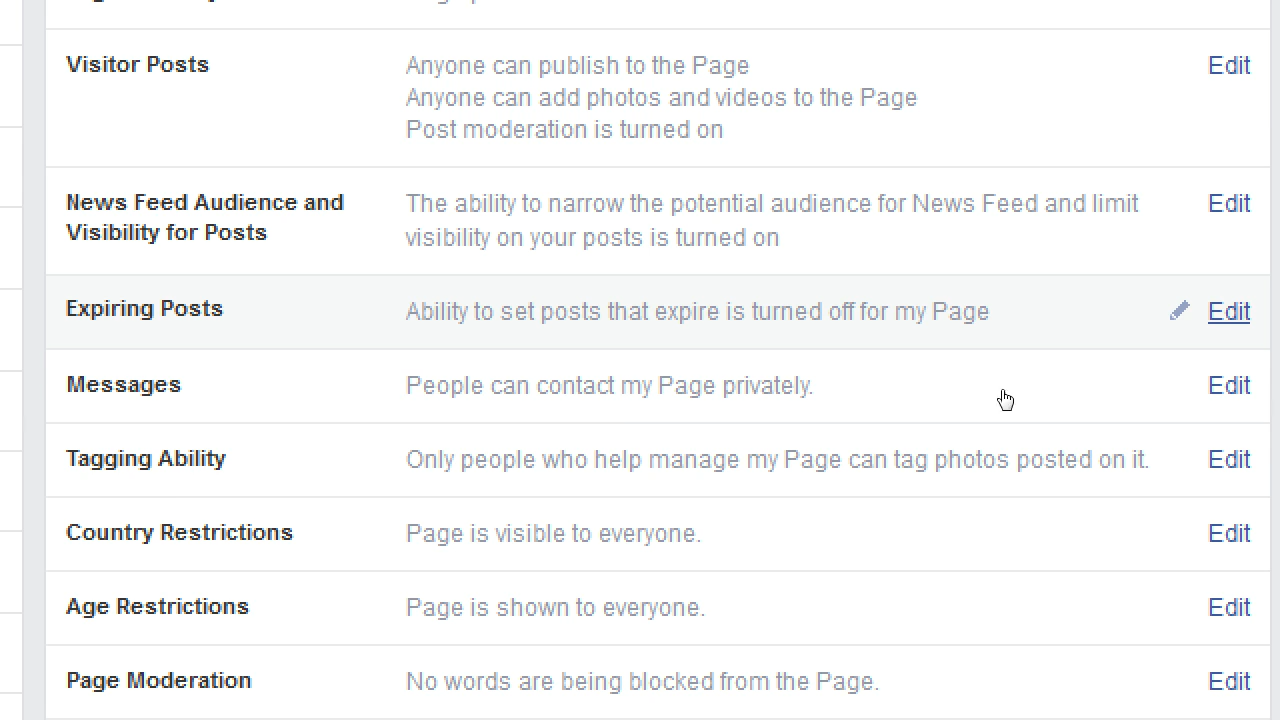 Visitor Posts
Anyone can publish to the Page
Edit
Anyone can add photos and videos to the Page
Post moderation is turned on
News Feed Audience and
Visibility for Posts
The ability to narrow the potential audience for News Feed and limit
visibility on your posts is turned on
Edit
Expiring Posts
Ability to set posts that expire is turned off for my Page
Edit
Messages
People can contact my Page privately.
Edit
Tagging Ability
Only people who help manage my Page can tag photos posted on it.
Edit
Country Restrictions
Page is visible to everyone.
Edit
Age Restrictions
Page is shown to everyone.
Edit
Page Moderation
No words are being blocked from the Page.
Edit